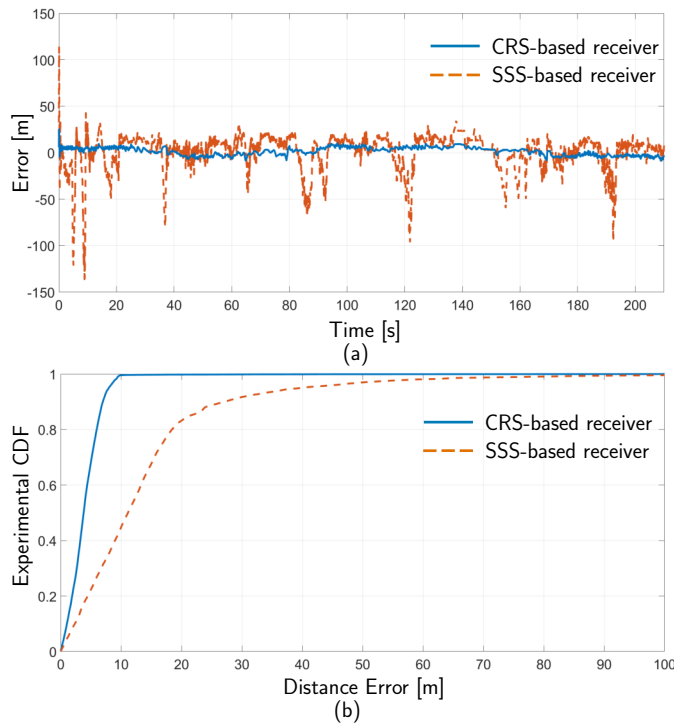 150
100
50
0
-50
-100
-150
Error [m]
CRS-based receiver
SSS-based receiver
0 20 40 60 80 100 120 140 160 180 200
Time [s]
(a)
1
0.8
0.6
0.4
0.2
0
Experimental CDF
CRS-based receiver
SSS-based receiver
0 10 20 30 40 50 60 70 80 90 100
Distance Error [m]
(b)